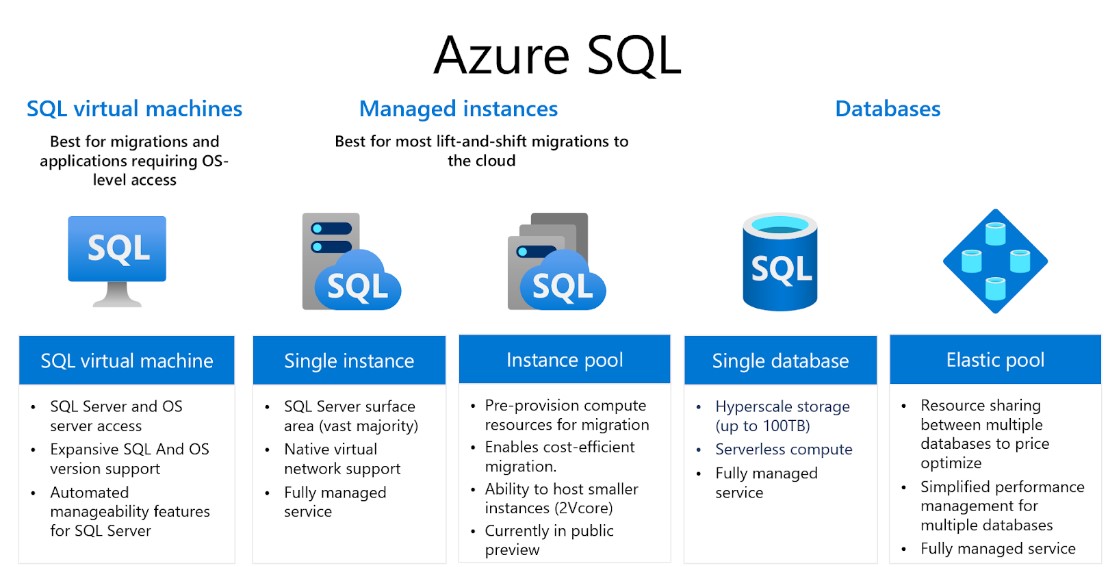 Azure SQL
SQL virtual machines
Best for migrations and
applications requiring OS-
level access
Managed instances
Best for most lift-and-shift migrations to
the cloud
Databases
SQL
SQL
SQL
SQL
SQL virtual machine
• SQL Server and OS
server access
• Expansive SQL And OS
version support
• Automated
manageability features
for SQL Server
Single instance
• SQL Server surface
area (vast majority)
• Native virtual
network support
• Fully managed
service
Instance pool
• Pre-provision compute
resources for migration
• Enables cost-efficient
migration.
• Ability to host smaller
instances (2Vcore)
• Currently in public
preview
Single database
• Hyperscale storage
(up to 100TB)
• Serverless compute
• Fully managed
service
Elastic pool
• Resource sharing
between multiple
databases to price
optimize
• Simplified performance
management for
multiple databases
• Fully managed service